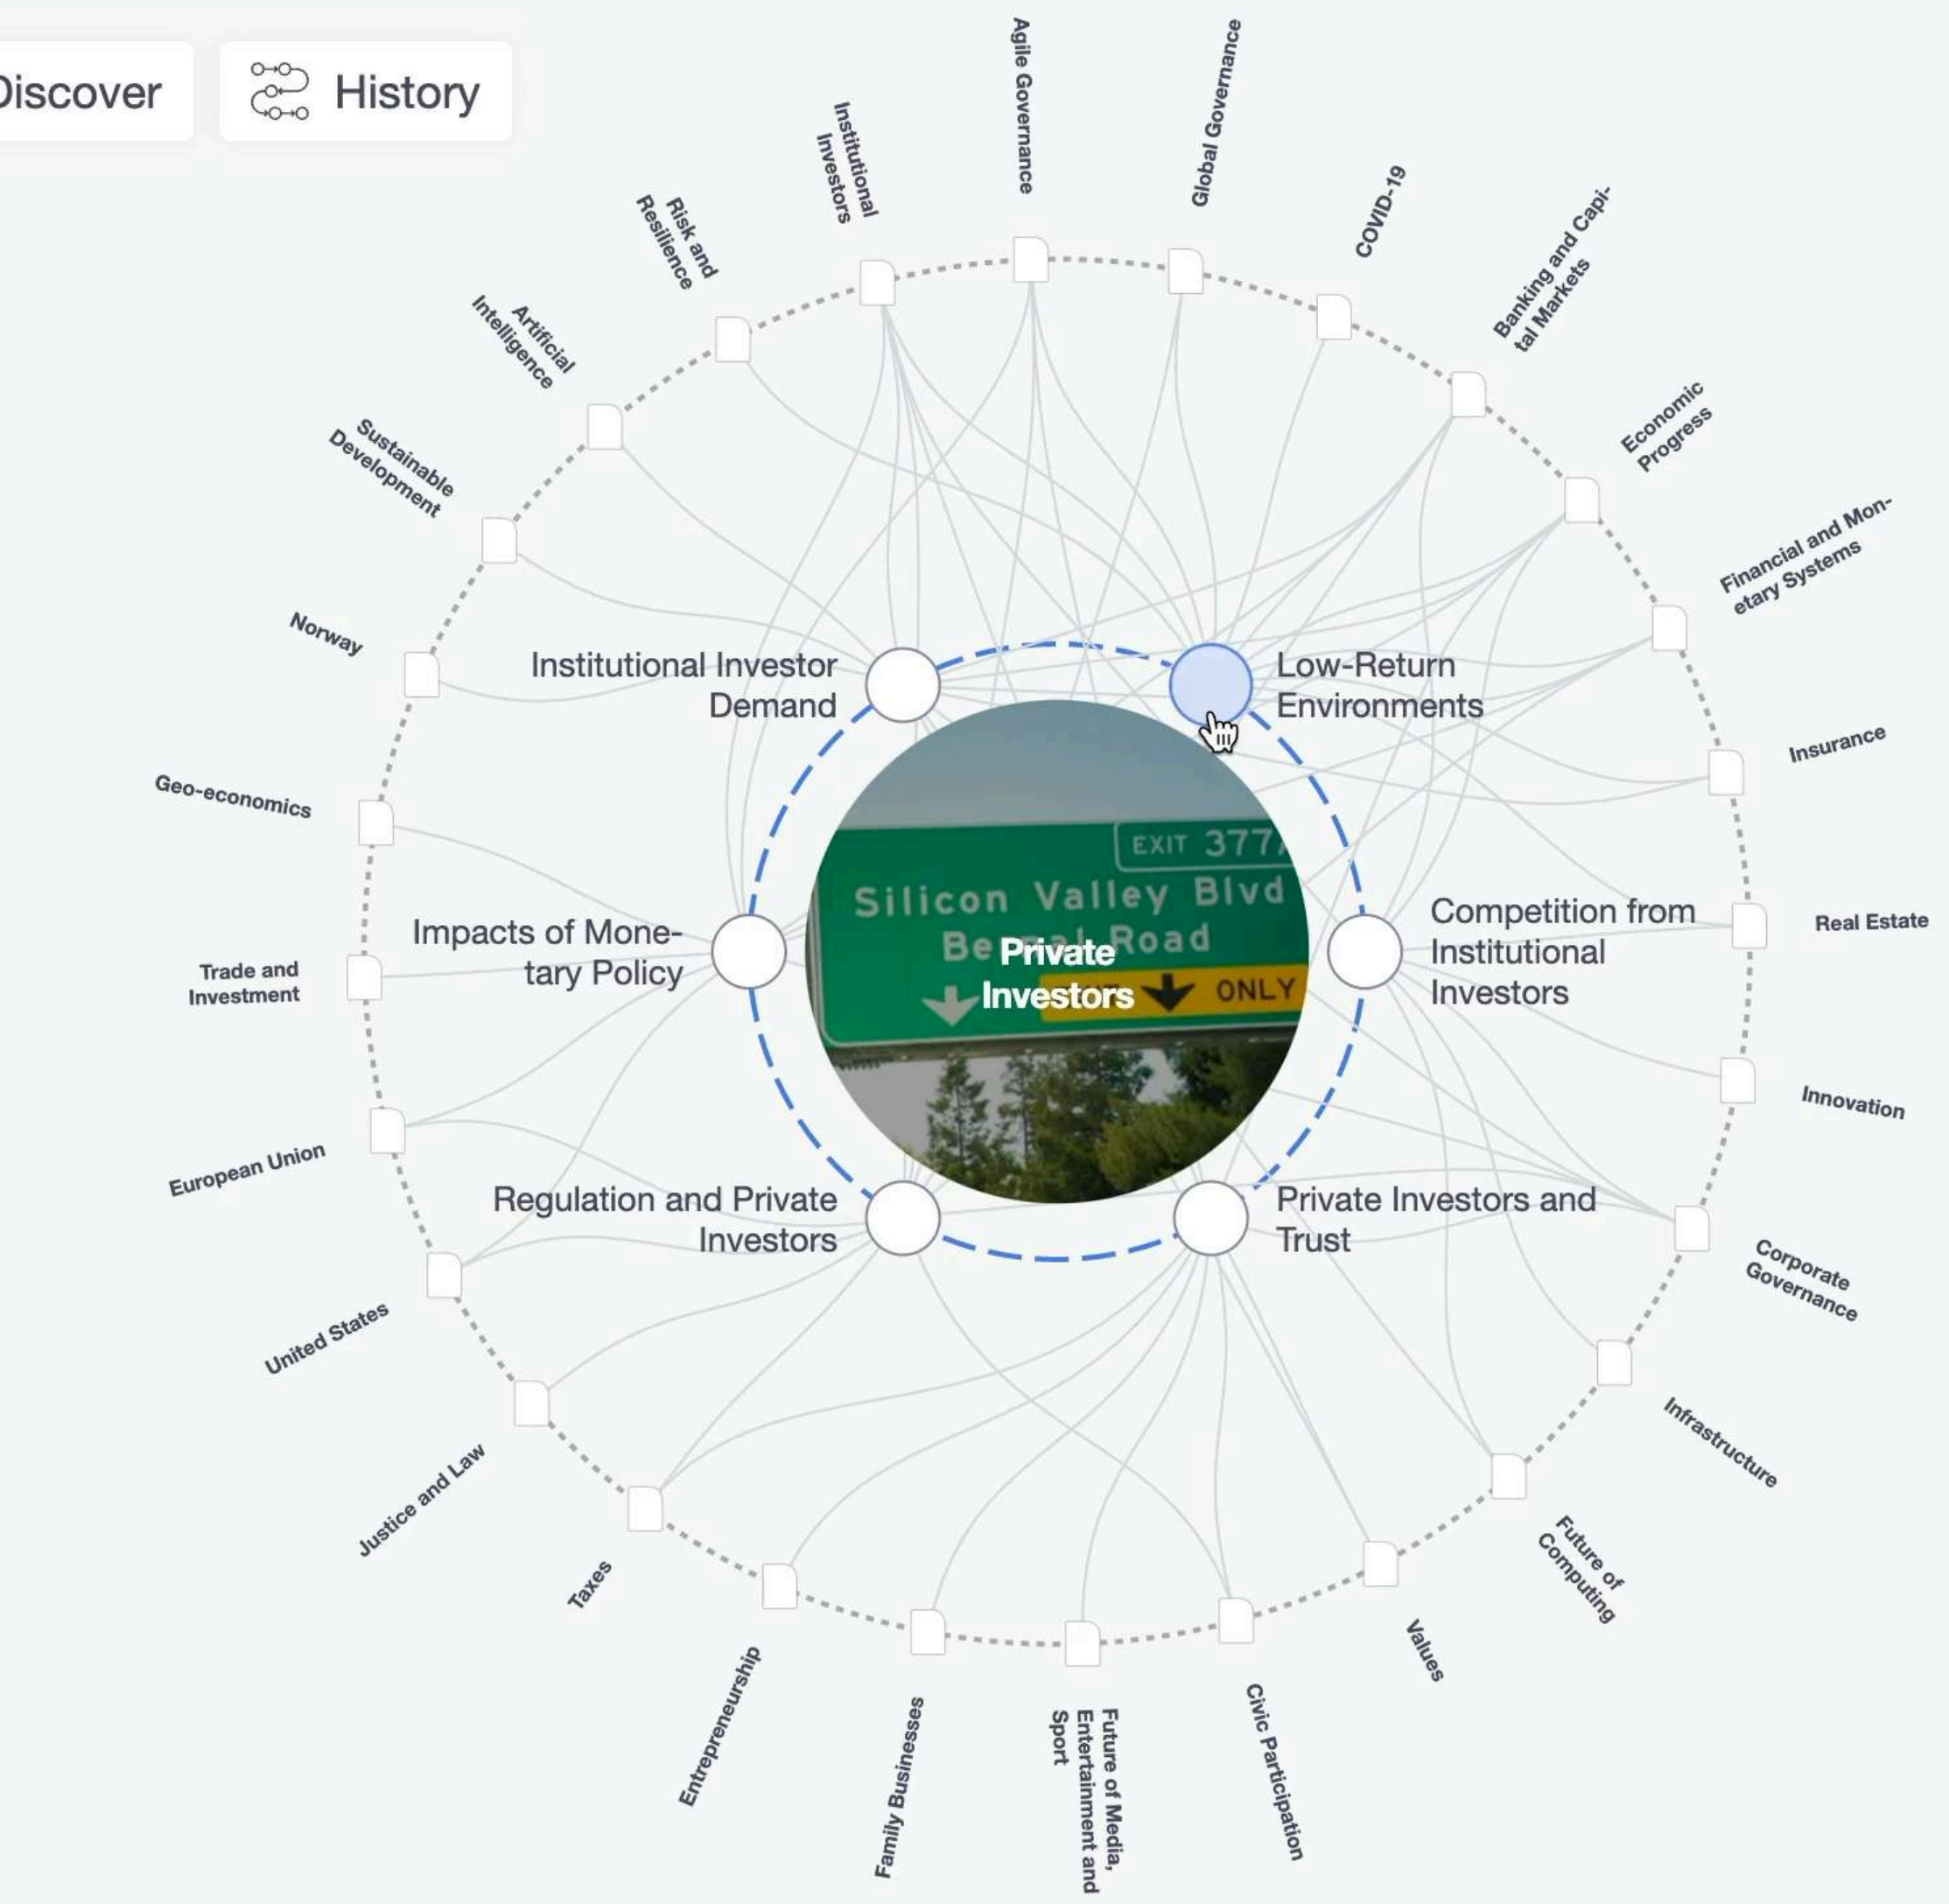 Discover
History
Agile Governance
Global Governance
COVID-19
Banking and Capi-
tal Markets
Economic
Progress
Financial and Mon-
etary Systems
Insurance
Real Estate
Innovation
Corporate
Governance
Infrastructure
Future of
Computing
Values
Civic Participation
Future of Media,
Entertainment and
Sport
Family Businesses
Entrepreneurship
Taxes
Justice and Law
United States
European Union
Trade and
Investment
Geo-economics
Norway
Sustainable
Development
Artificial
Intelligence
Risk and
Resilience
Institutional
Investors
Institutional Investor
Demand
Low-Return
Environments
Competition from
Institutional
Investors
Private Investors and
Trust
Regulation and Private
Investors
Impacts of Mone-
tary Policy
EXIT 377A
Silicon Valley Blvd
Road
ONLY
Private
Investors